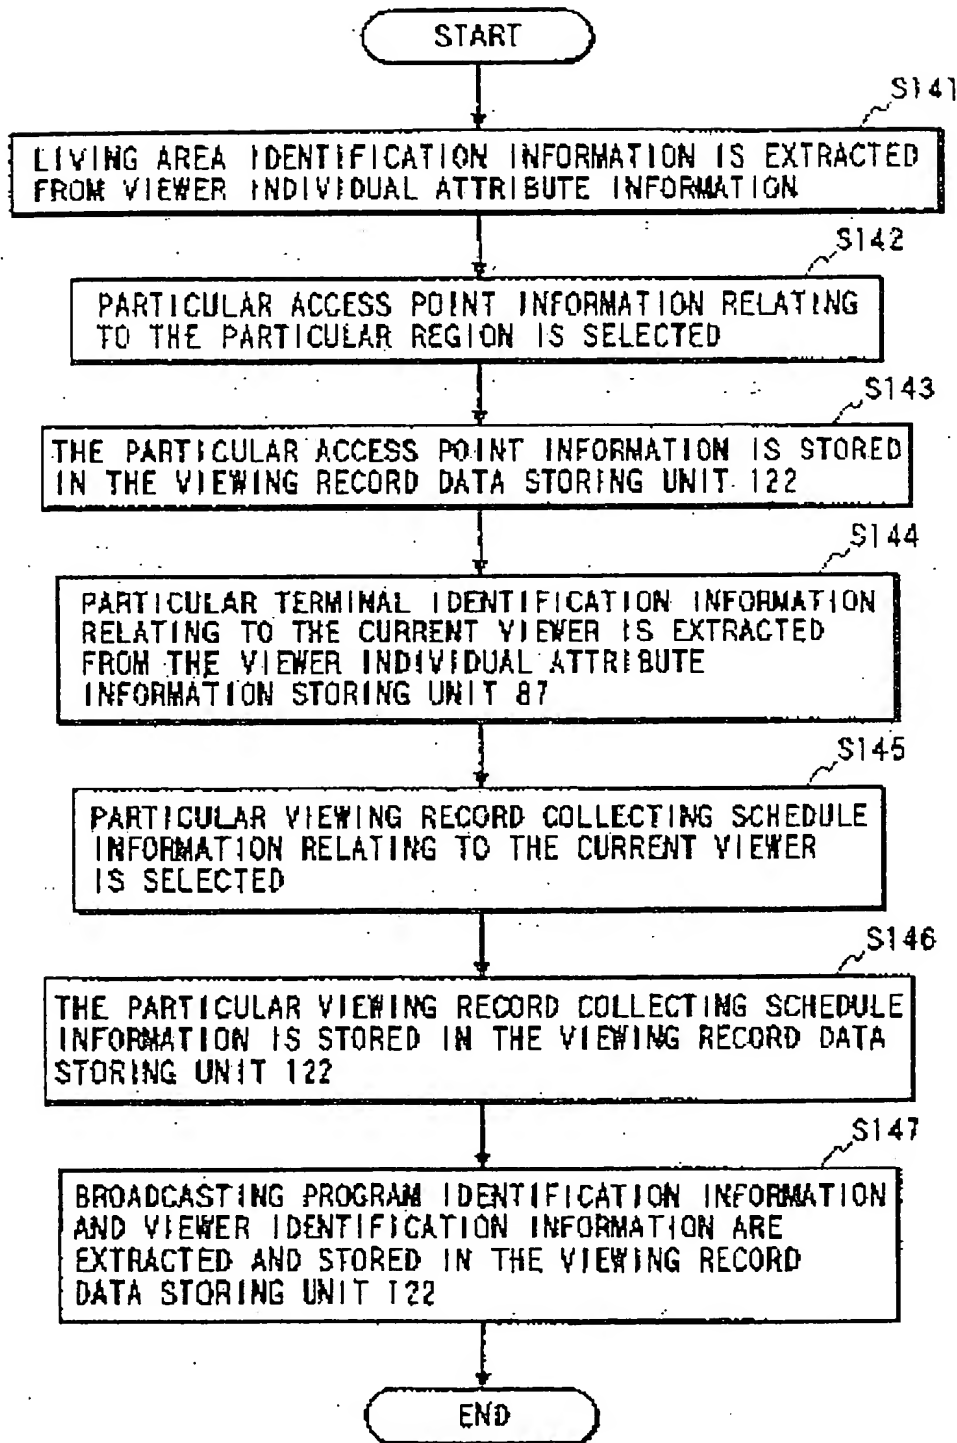 START
S141
LIVING AREA IDENTIFICATION INFORMATION IS EXTRACTED
FROM VIEWER INDIVIDUAL ATTRIBUTE INFORMATION
S142
PARTICULAR ACCESS POINT INFORMATION RELATING
TO THE PARTICULAR REGION IS SELECTED
S143
THE PARTICULAR ACCESS POINT INFORMATION IS STORED
IN THE VIEWING RECORD DATA STORING UNIT 122
S144
PARTICULAR TERMINAL IDENTIFICATION INFORMATION
RELATING TO THE CURRENT VIEWER IS EXTRACTED
FROM THE VIEWER INDIVIDUAL ATTRIBUTE
INFORMATION STORING UNIT 87
S145
PARTICULAR VIEWING RECORD COLLECTING SCHEDULE
INFORMATION RELATING TO THE CURRENT VIEWER
IS SELECTED
S146
THE PARTICULAR VIEWING RECORD COLLECTING SCHEDULE
INFORMATION IS STORED IN THE VIEWING RECORD DATA
STORING UNIT 122
S147
BROADCASTING PROGRAM IDENTIFICATION INFORMATION
AND VIEWER IDENTIFICATION INFORMATION ARE
EXTRACTED AND STORED IN THE VIEWING RECORD
DATA STORING UNIT 122
END